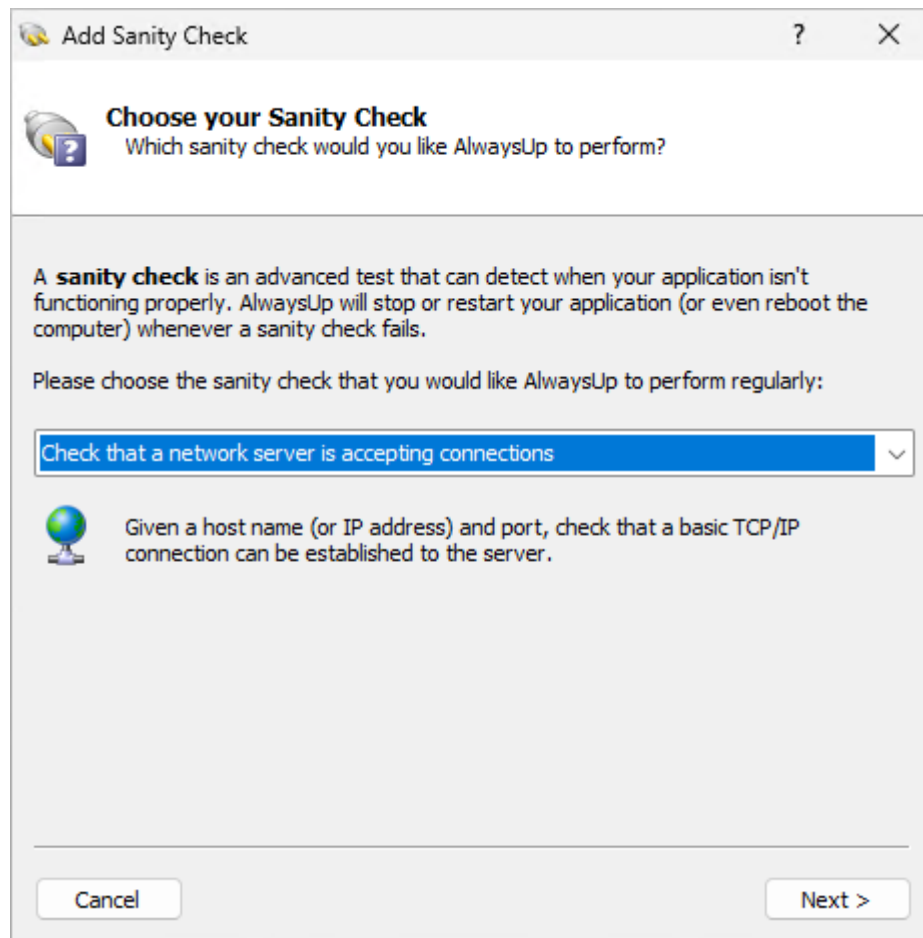 Add Sanity Check
?
Choose your Sanity Check
Which sanity check would you like AlwaysUp to perform?
A sanity check is an advanced test that can detect when your application isn't
functioning properly. AlwaysUp will stop or restart your application (or even reboot the
computer) whenever a sanity check fails.
Please choose the sanity check that you would like AlwaysUp to perform regularly:
Check that a network server is accepting connections
Given a host name (or IP address) and port, check that a basic TCP/IP
connection can be established to the server.
Cancel
Next >